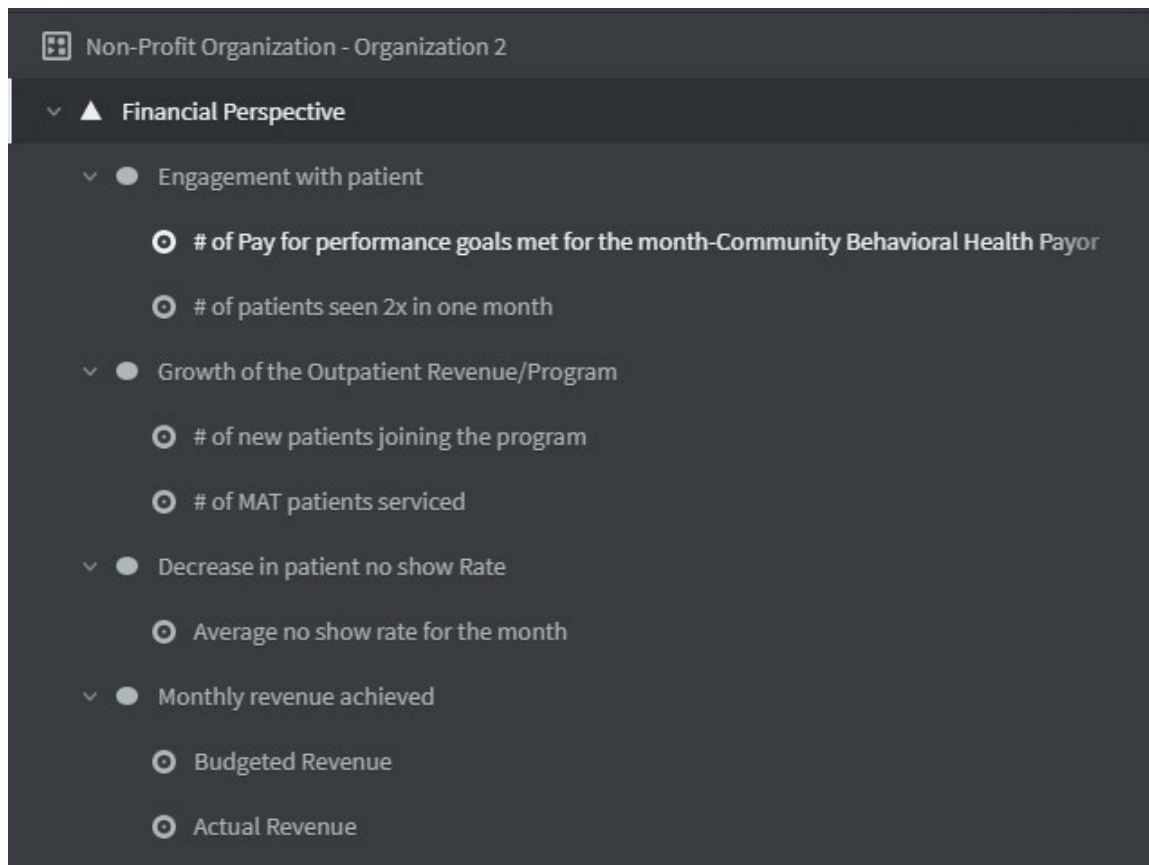 Non-Profit Organization - Organization 2
Financial Perspective
Engagement with patient
# of Pay for performance goals met for the month-Community Behavioral Health Payor
# of patients seen 2x in one month
Growth of the Outpatient Revenue/Program
# of new patients joining the program
# of MAT patients serviced
Decrease in patient no show Rate
Average no show rate for the month
Monthly revenue achieved
Budgeted Revenue
Actual Revenue